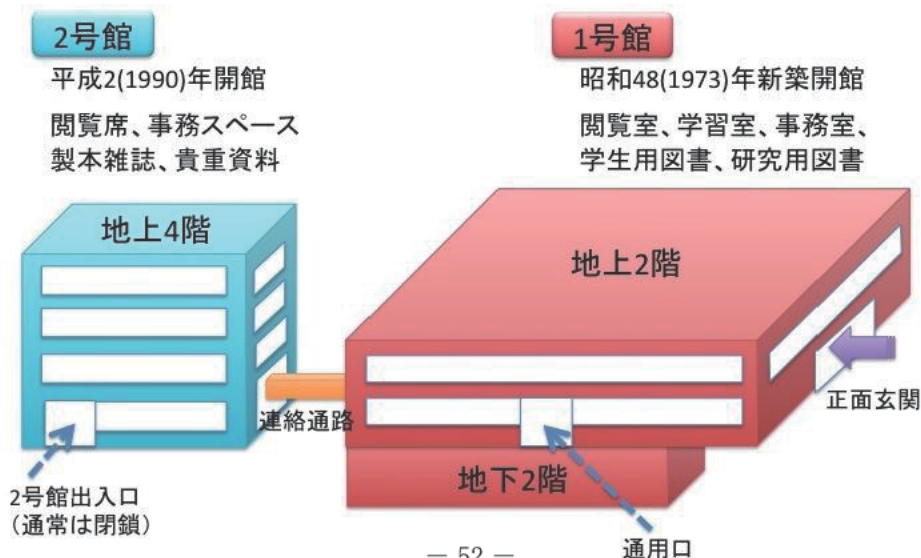 2号館
平成2(1990)年開館
閲覧席、事務スペース
製本雑誌、貴重資料
1号館
昭和48(1973)年新築開館
閲覧室、学習室、事務室、
学生用図書、研究用図書
地上4階
地上2階
連絡通路
正面玄関
地下2階
2号館出入口
（通常は閉鎖）
通用口
— 52 —